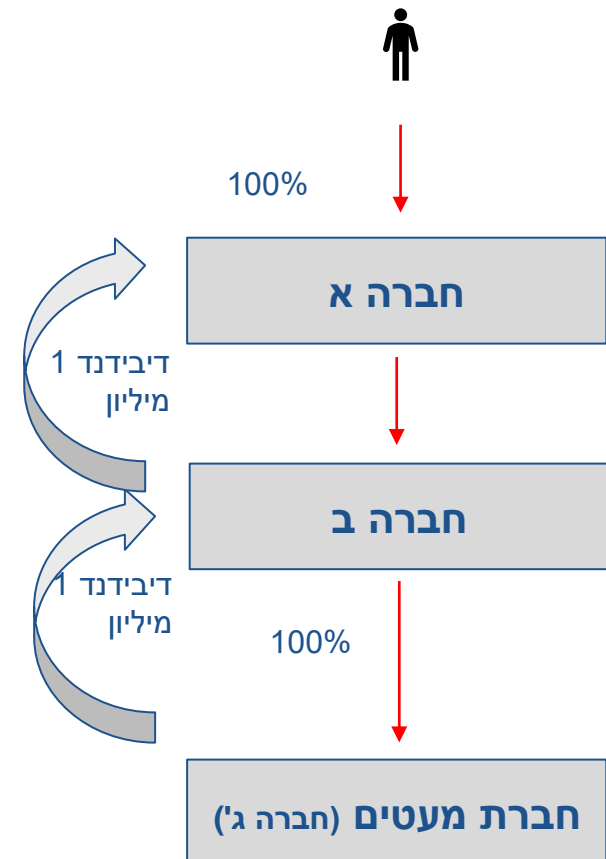 100%
חברה א
דיבידנד 1
מיליון
חברה ב
דיבידנד 1
מיליון
100%
חברת מעטים (חברה ג')